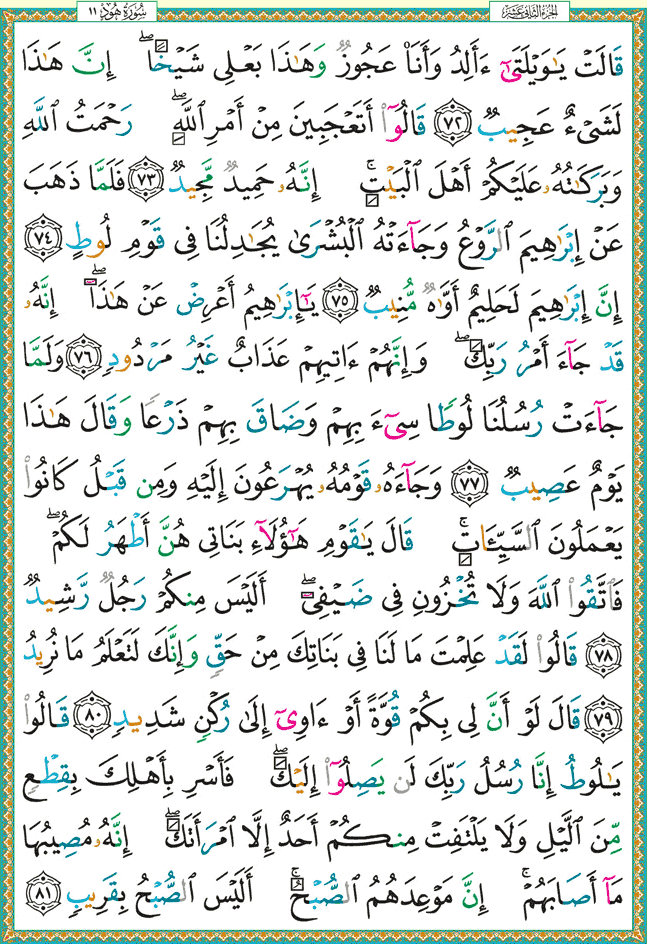 الجزء الثاني عشر
سُورَةُ هُودٍ ١١
قَالَتْ يَـٰوَيْلَتَىٰٓ ءَأَلِدُ وَأَنَا۠ عَجُوزٌ وَهَـٰذَا بَعْلِى شَيْخًا ۖ إِنَّ هَـٰذَا
لَشَىْءٌ عَجِيبٌ ﴿٧٢﴾ قَالُوٓا۟ أَتَعْجَبِينَ مِنْ أَمْرِ ٱللَّهِ ۖ رَحْمَتُ ٱللَّهِ
وَبَرَكَـٰتُهُۥ عَلَيْكُمْ أَهْلَ ٱلْبَيْتِ ۚ إِنَّهُۥ حَمِيدٌ مَّجِيدٌ ﴿٧٣﴾ فَلَمَّا ذَهَبَ
عَنْ إِبْرَٰهِيمَ ٱلرَّوْعُ وَجَآءَتْهُ ٱلْبُشْرَىٰ يُجَـٰدِلُنَا فِى قَوْمِ لُوطٍ ﴿٧٤﴾
إِنَّ إِبْرَٰهِيمَ لَحَلِيمٌ أَوَّٰهٌ مُّنِيبٌ ﴿٧٥﴾ يَـٰٓإِبْرَٰهِيمُ أَعْرِضْ عَنْ هَـٰذَآ ۖ إِنَّهُۥ
قَدْ جَآءَ أَمْرُ رَبِّكَ ۖ وَإِنَّهُمْ ءَاتِيهِمْ عَذَابٌ غَيْرُ مَرْدُودٍ ﴿٧٦﴾ وَلَمَّا
جَآءَتْ رُسُلُنَا لُوطًا سِىٓءَ بِهِمْ وَضَاقَ بِهِمْ ذَرْعًا وَقَالَ هَـٰذَا
يَوْمٌ عَصِيبٌ ﴿٧٧﴾ وَجَآءَهُۥ قَوْمُهُۥ يُهْرَعُونَ إِلَيْهِ وَمِن قَبْلُ كَانُوا۟
يَعْمَلُونَ ٱلسَّيِّـَٔاتِ ۚ قَالَ يَـٰقَوْمِ هَـٰٓؤُلَآءِ بَنَاتِى هُنَّ أَطْهَرُ لَكُمْ ۖ
فَٱتَّقُوا۟ ٱللَّهَ وَلَا تُخْزُونِ فِى ضَيْفِىٓ ۖ أَلَيْسَ مِنكُمْ رَجُلٌ رَّشِيدٌ
﴿٧٨﴾ قَالُوا۟ لَقَدْ عَلِمْتَ مَا لَنَا فِى بَنَاتِكَ مِنْ حَقٍّ وَإِنَّكَ لَتَعْلَمُ مَا نُرِيدُ
﴿٧٩﴾ قَالَ لَوْ أَنَّ لِى بِكُمْ قُوَّةً أَوْ ءَاوِىٓ إِلَىٰ رُكْنٍ شَدِيدٍ ﴿٨٠﴾ قَالُوا۟
يَـٰلُوطُ إِنَّا رُسُلُ رَبِّكَ لَن يَصِلُوٓا۟ إِلَيْكَ ۖ فَأَسْرِ بِأَهْلِكَ بِقِطْعٍ
مِّنَ ٱلَّيْلِ وَلَا يَلْتَفِتْ مِنكُمْ أَحَدٌ إِلَّا ٱمْرَأَتَكَ ۖ إِنَّهُۥ مُصِيبُهَا
مَآ أَصَابَهُمْ ۚ إِنَّ مَوْعِدَهُمُ ٱلصُّبْحُ ۚ أَلَيْسَ ٱلصُّبْحُ بِقَرِيبٍ ﴿٨١﴾